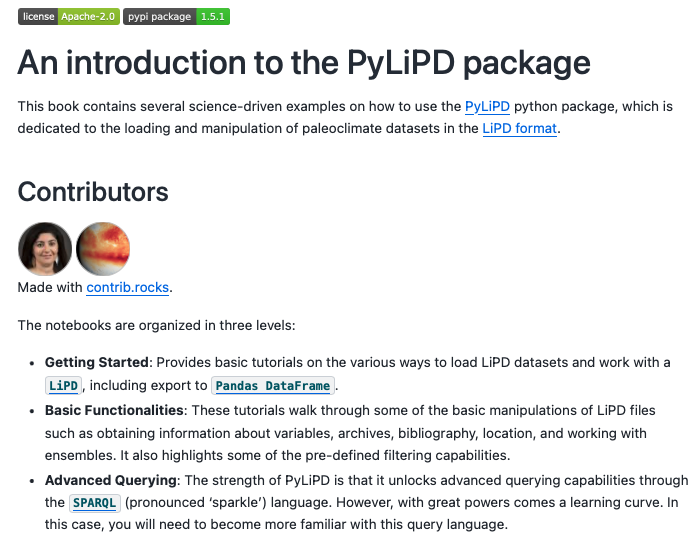 license Apache-2.0 pypi package 1.5.1
An introduction to the PyLiPD package
This book contains several science-driven examples on how to use the PyLiPD python package, which is
dedicated to the loading and manipulation of paleoclimate datasets in the LiPD format.
Contributors
Made with contrib.rocks.
The notebooks are organized in three levels:
• Getting Started: Provides basic tutorials on the various ways to load LiPD datasets and work with a
LiPD, including export to Pandas DataFrame.
• Basic Functionalities: These tutorials walk through some of the basic manipulations of LiPD files
such as obtaining information about variables, archives, bibliography, location, and working with
ensembles. It also highlights some of the pre-defined filtering capabilities.
• Advanced Querying: The strength of PyLiPD is that it unlocks advanced querying capabilities through
the SPARQL (pronounced ‘sparkle’) language. However, with great powers comes a learning curve. In
this case, you will need to become more familiar with this query language.